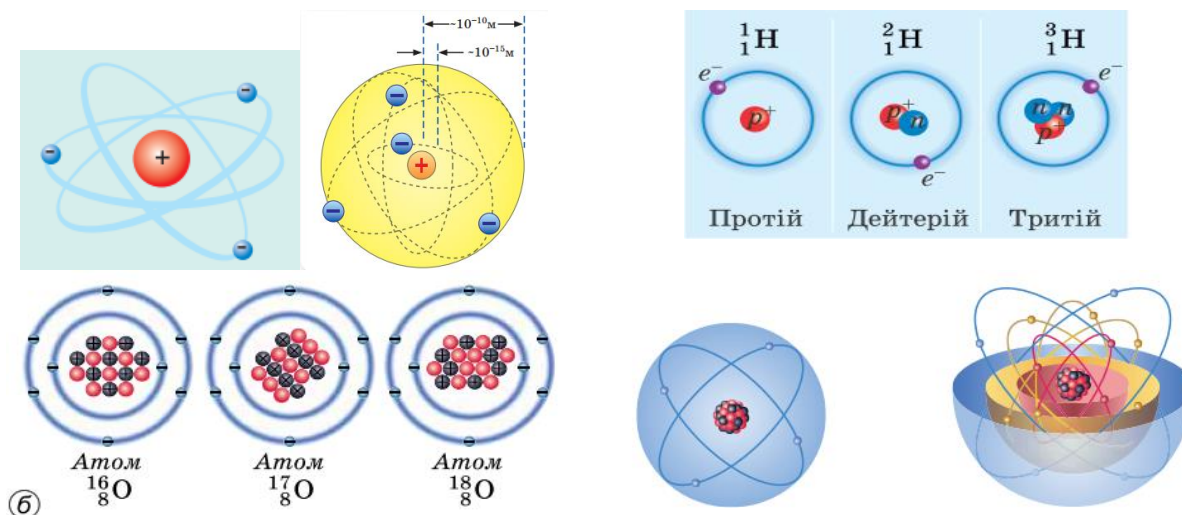 ~10⁻¹⁰м
~10⁻¹⁵м
+
−
−
−
+
−
−
−
−
¹₁H ²₁H ³₁H
e⁻ e⁻
p⁺ p⁺ n n n p⁺
e⁻
Протій Дейтерій Тритій
Атом Атом Атом
¹⁶₈O ¹⁷₈O ¹⁸₈O
б